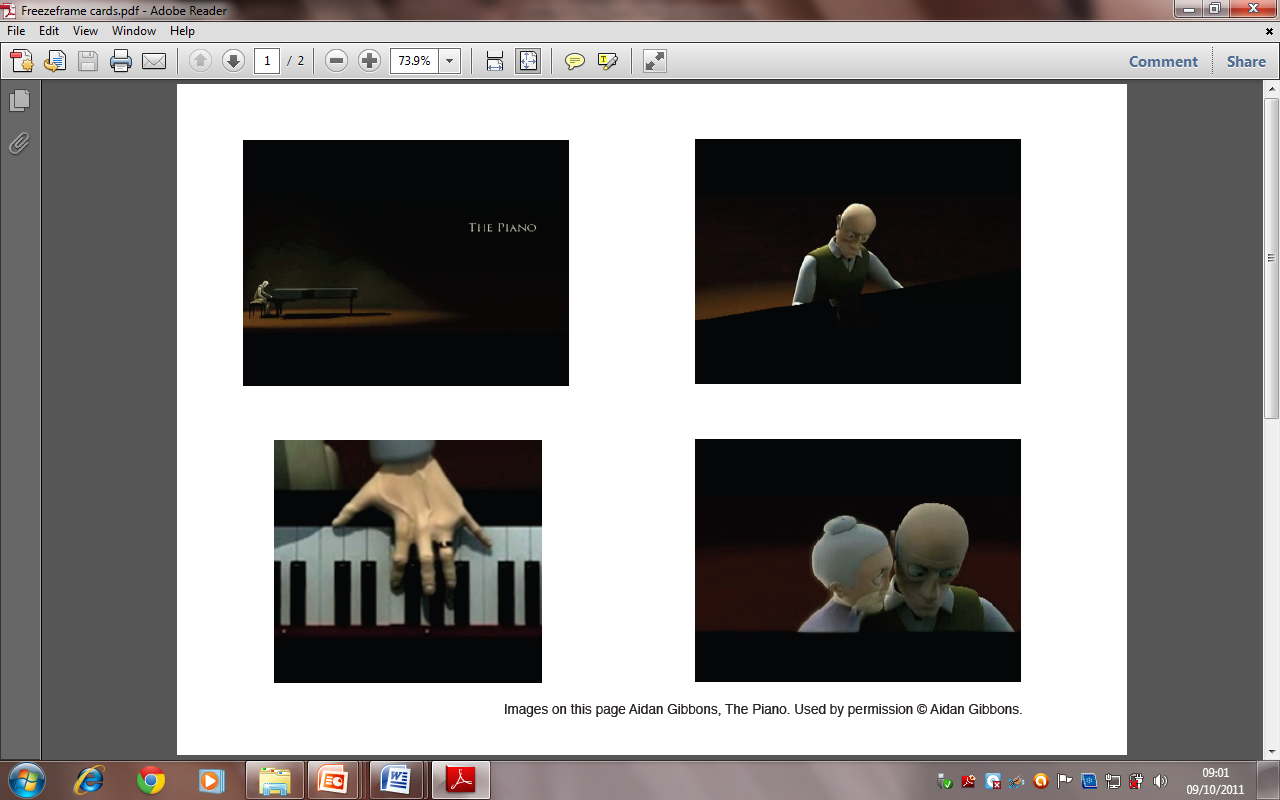 Freezeframe cards.pdf - Adobe Reader
File Edit View Window Help
1 / 2 73.9% Comment Share
THE PIANO
Images on this page Aidan Gibbons, The Piano. Used by permission © Aidan Gibbons.
09:01
09/10/2011